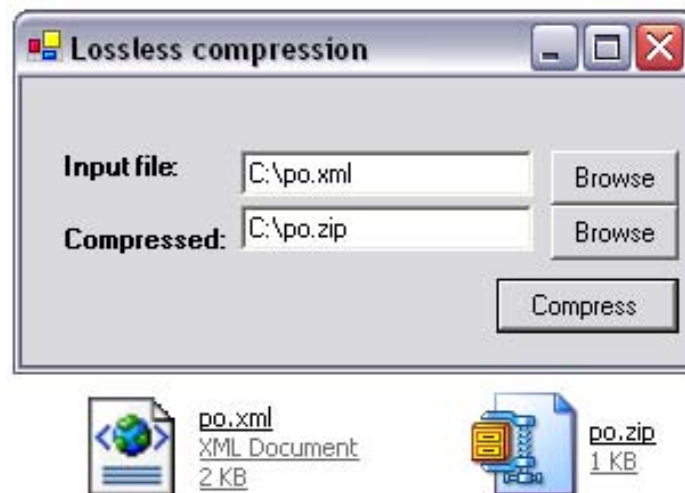 Lossless compression
Input file: C:\po.xml Browse
Compressed: C:\po.zip Browse
Compress
po.xml
XML Document
2 KB
po.zip
1 KB